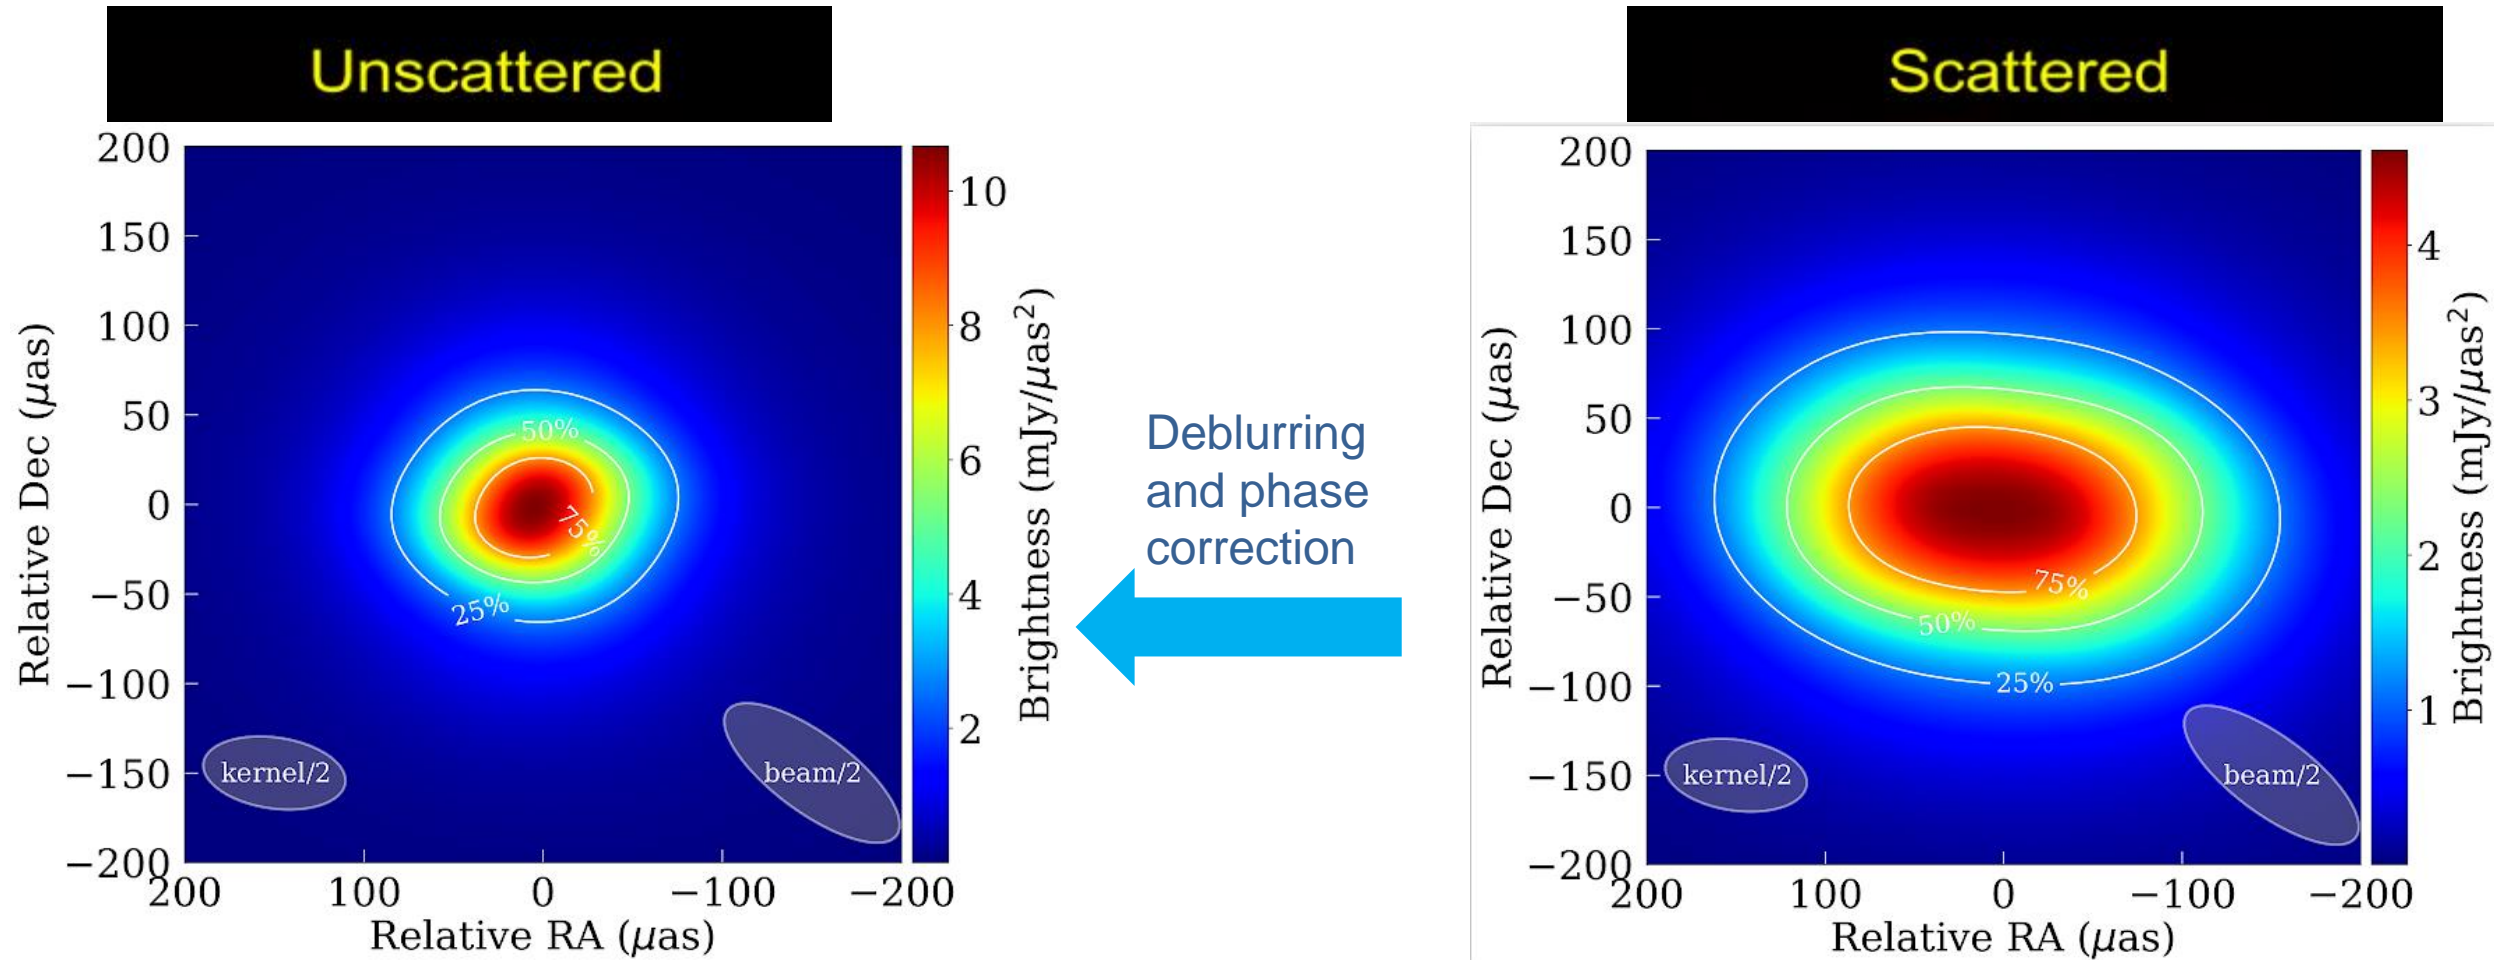 Unscattered
Scattered
200
150
100
50
0
−50
−100
−150
−200
Relative Dec (μas)
200
100
0
−100
−200
Relative RA (μas)
50%
75%
25%
kernel/2
beam/2
10
8
6
4
2
Brightness (mJy/μas²)
Deblurring
and phase
correction
200
150
100
50
0
−50
−100
−150
−200
Relative Dec (μas)
200
100
0
−100
−200
Relative RA (μas)
75%
50%
25%
kernel/2
beam/2
4
3
2
1
Brightness (mJy/μas²)